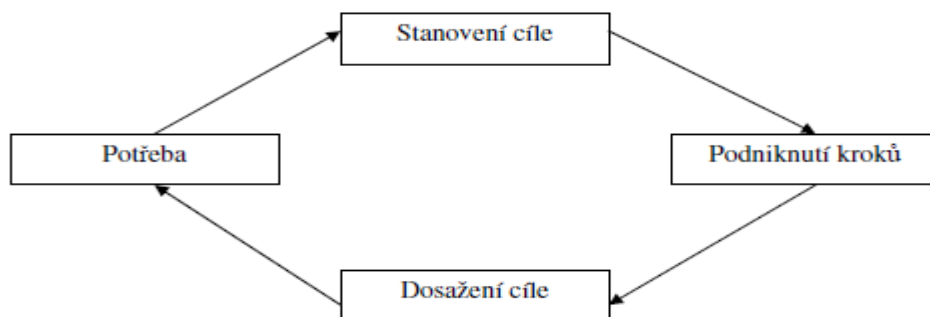 Stanovení cíle
Potřeba
Podniknutí kroků
Dosažení cíle